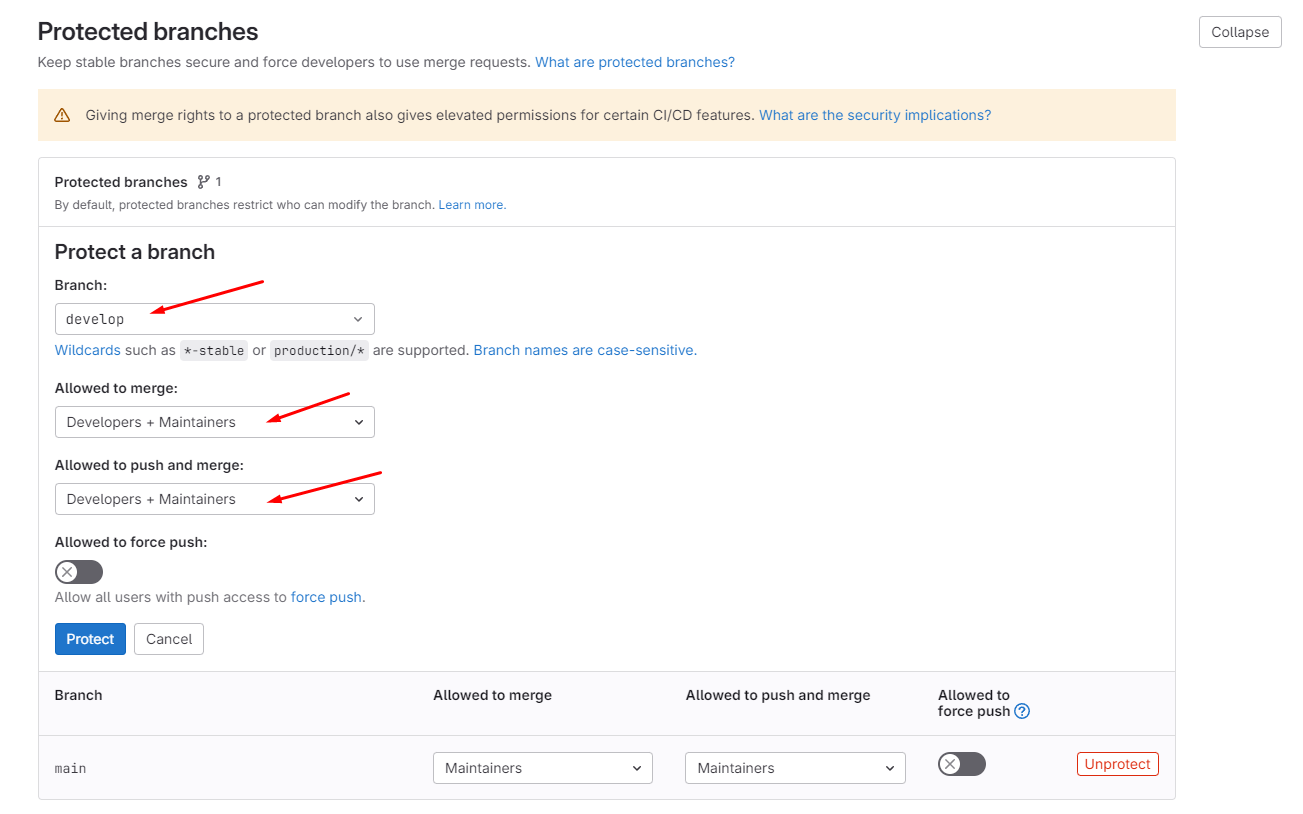 Protected branches
Collapse
Keep stable branches secure and force developers to use merge requests. What are protected branches?
Giving merge rights to a protected branch also gives elevated permissions for certain CI/CD features. What are the security implications?
Protected branches 1
By default, protected branches restrict who can modify the branch. Learn more.
Protect a branch
Branch:
develop
Wildcards such as *-stable or production/* are supported. Branch names are case-sensitive.
Allowed to merge:
Developers + Maintainers
Allowed to push and merge:
Developers + Maintainers
Allowed to force push:
Allow all users with push access to force push.
Protect Cancel
Branch Allowed to merge Allowed to push and merge Allowed to
force push ?
main Maintainers Maintainers Unprotect